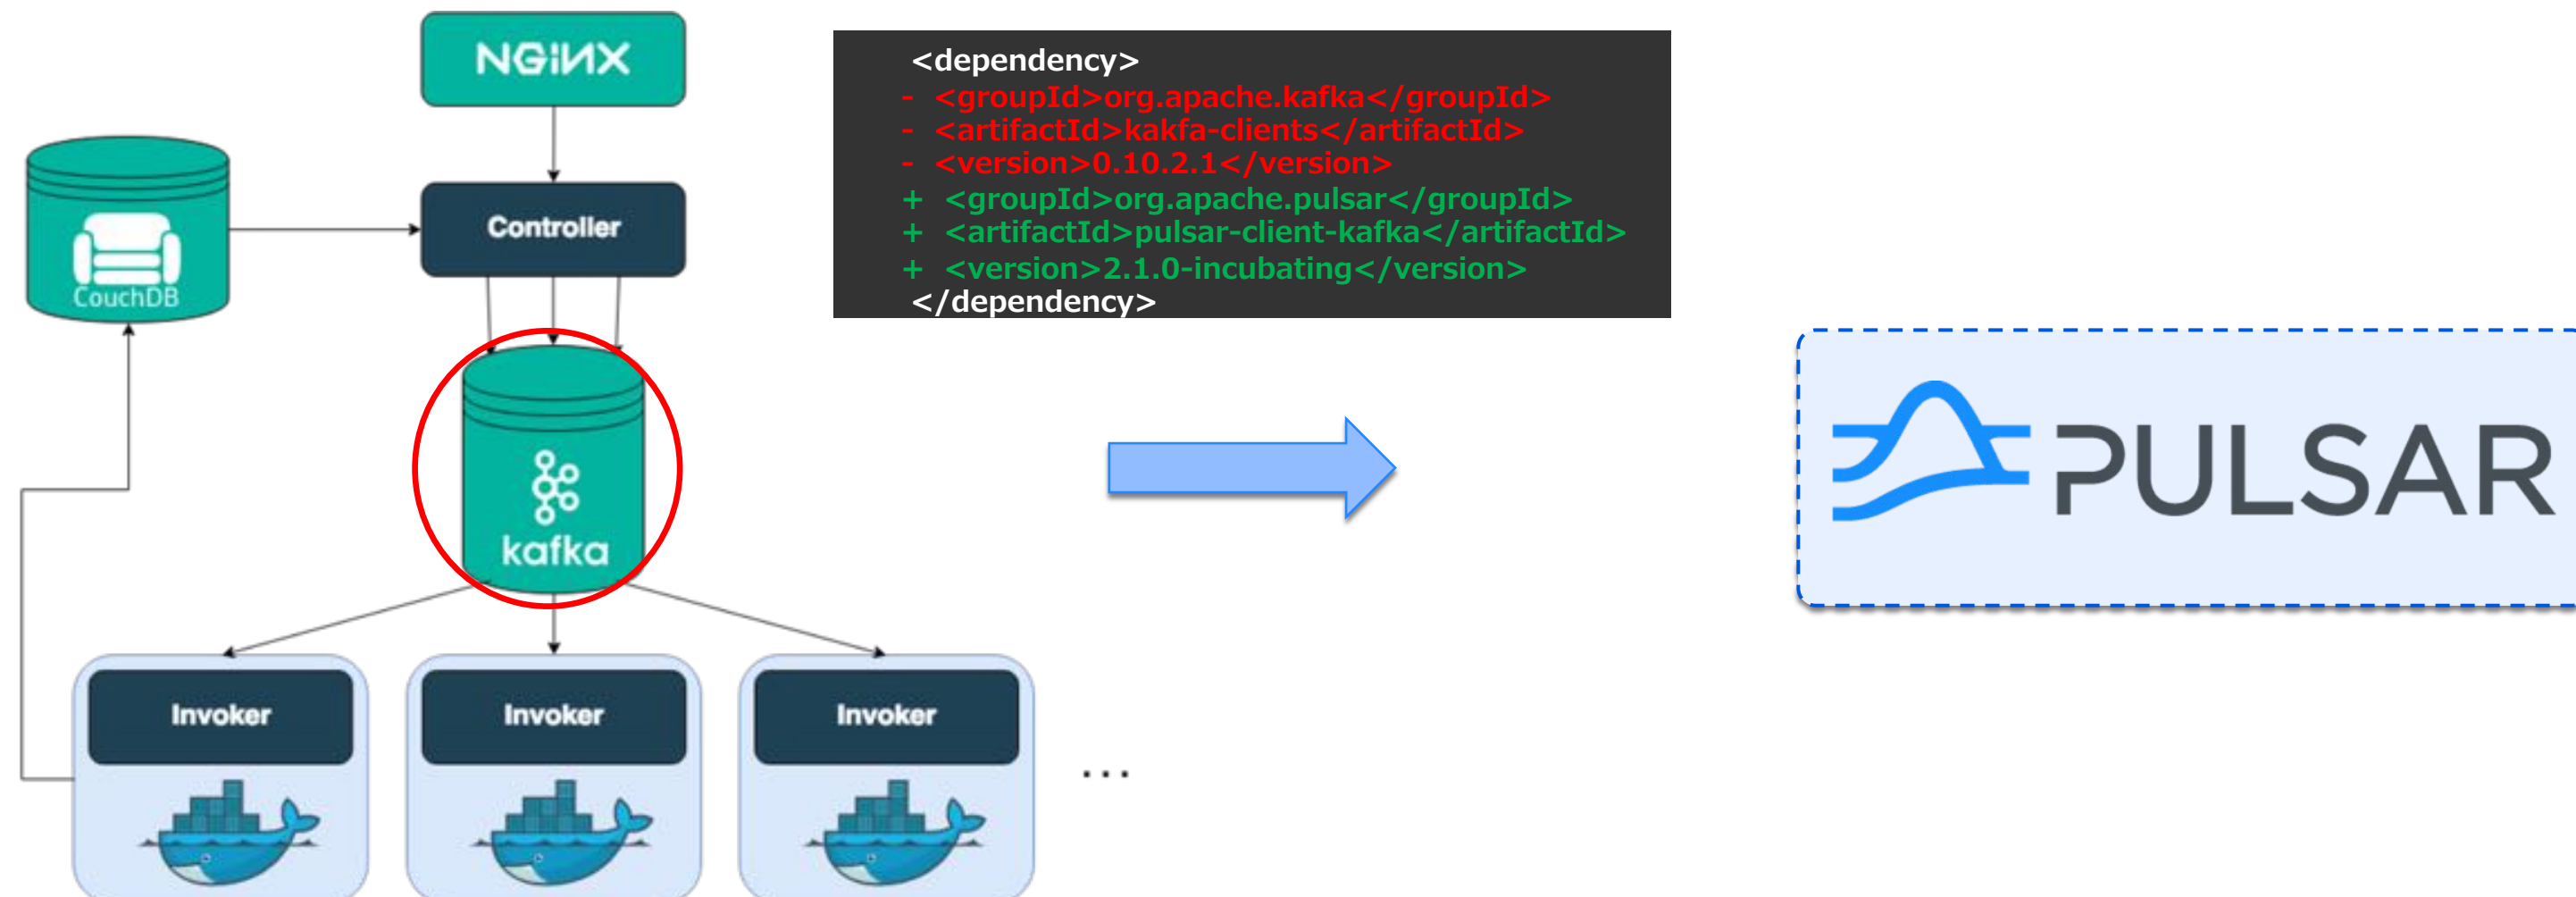 NGINX
<dependency>
- <groupId>org.apache.kafka</groupId>
- <artifactId>kakfa-clients</artifactId>
- <version>0.10.2.1</version>
+ <groupId>org.apache.pulsar</groupId>
+ <artifactId>pulsar-client-kafka</artifactId>
+ <version>2.1.0-incubating</version>
</dependency>
Controller
CouchDB
kafka
PULSAR
Invoker
Invoker
Invoker
...